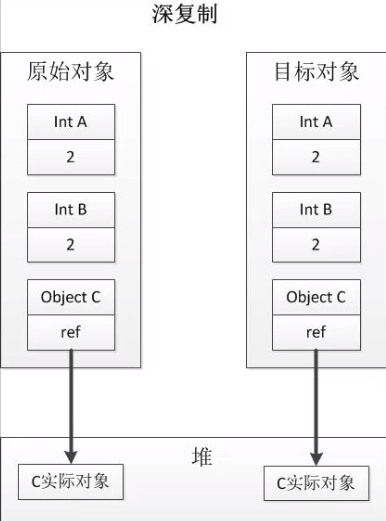 深复制
原始对象 目标对象
Int A Int A
2 2
Int B Int B
2 2
Object C Object C
ref ref
堆
C实际对象 C实际对象